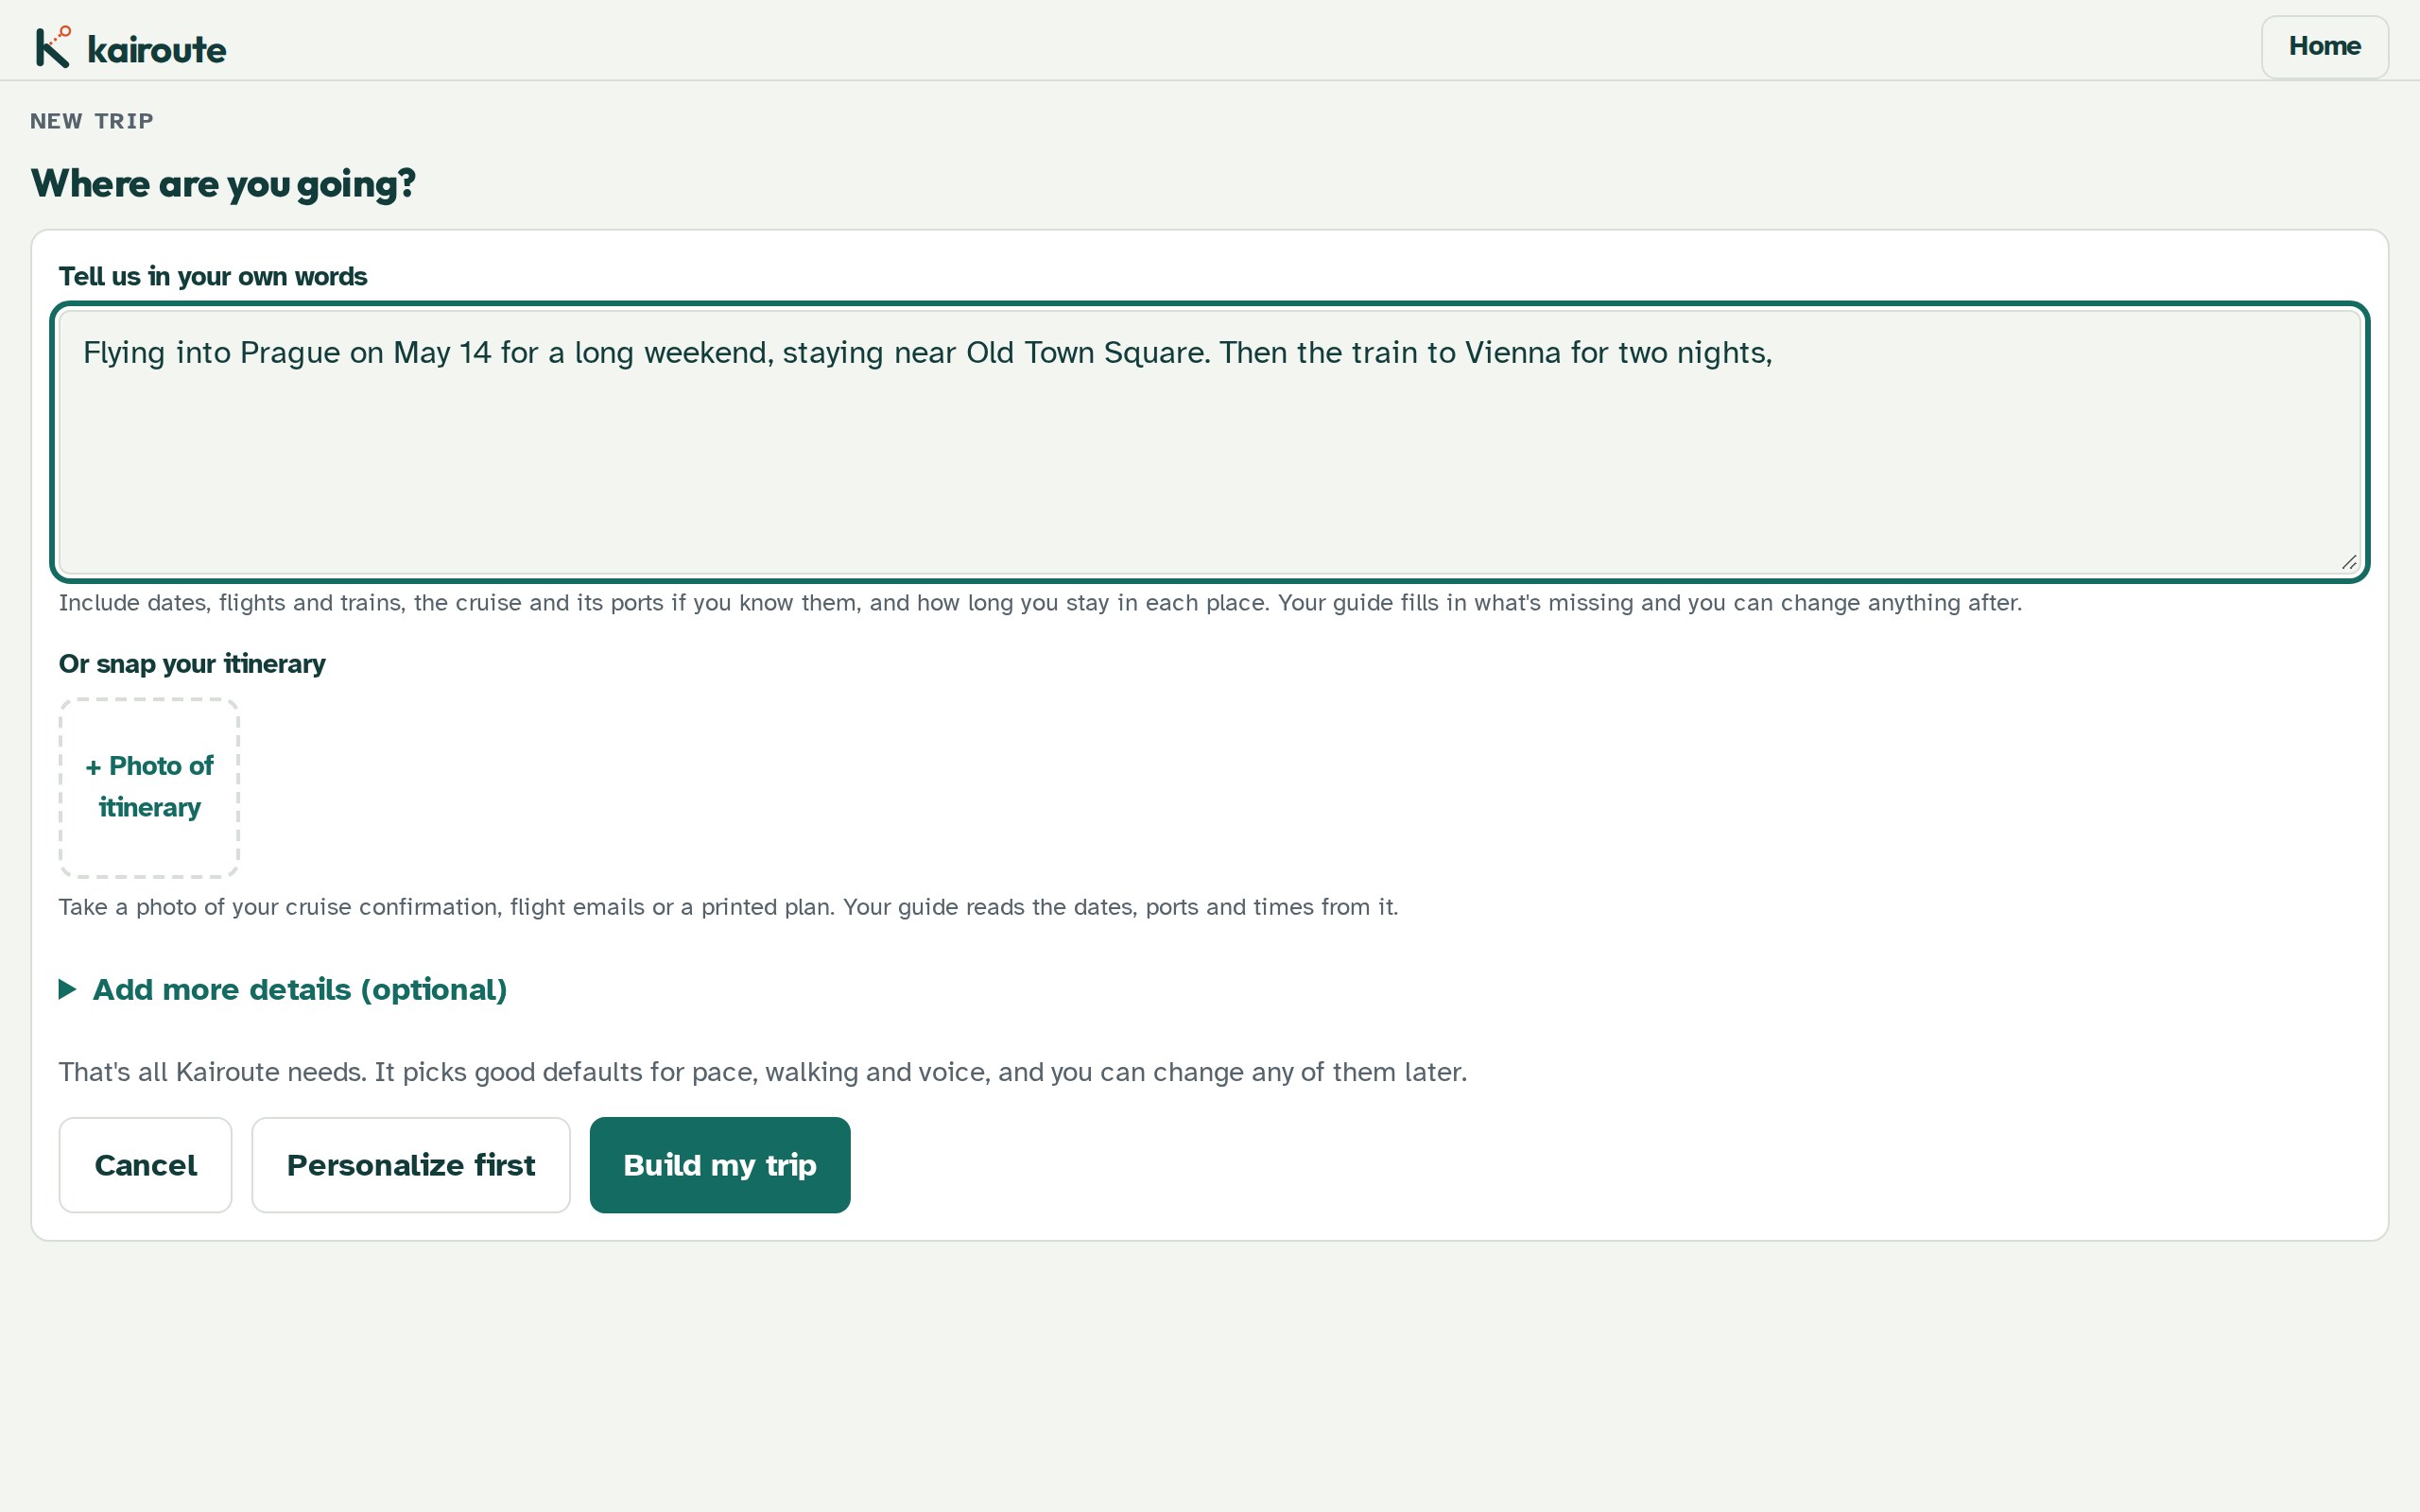 kairoute
Home
NEW TRIP
Where are you going?
Tell us in your own words
Flying into Prague on May 14 for a long weekend, staying near Old Town Square. Then the train to Vienna for two nights,
Include dates, flights and trains, the cruise and its ports if you know them, and how long you stay in each place. Your guide fills in what's missing and you can change anything after.
Or snap your itinerary
+ Photo of
itinerary
Take a photo of your cruise confirmation, flight emails or a printed plan. Your guide reads the dates, ports and times from it.
Add more details (optional)
That's all Kairoute needs. It picks good defaults for pace, walking and voice, and you can change any of them later.
Cancel
Personalize first
Build my trip